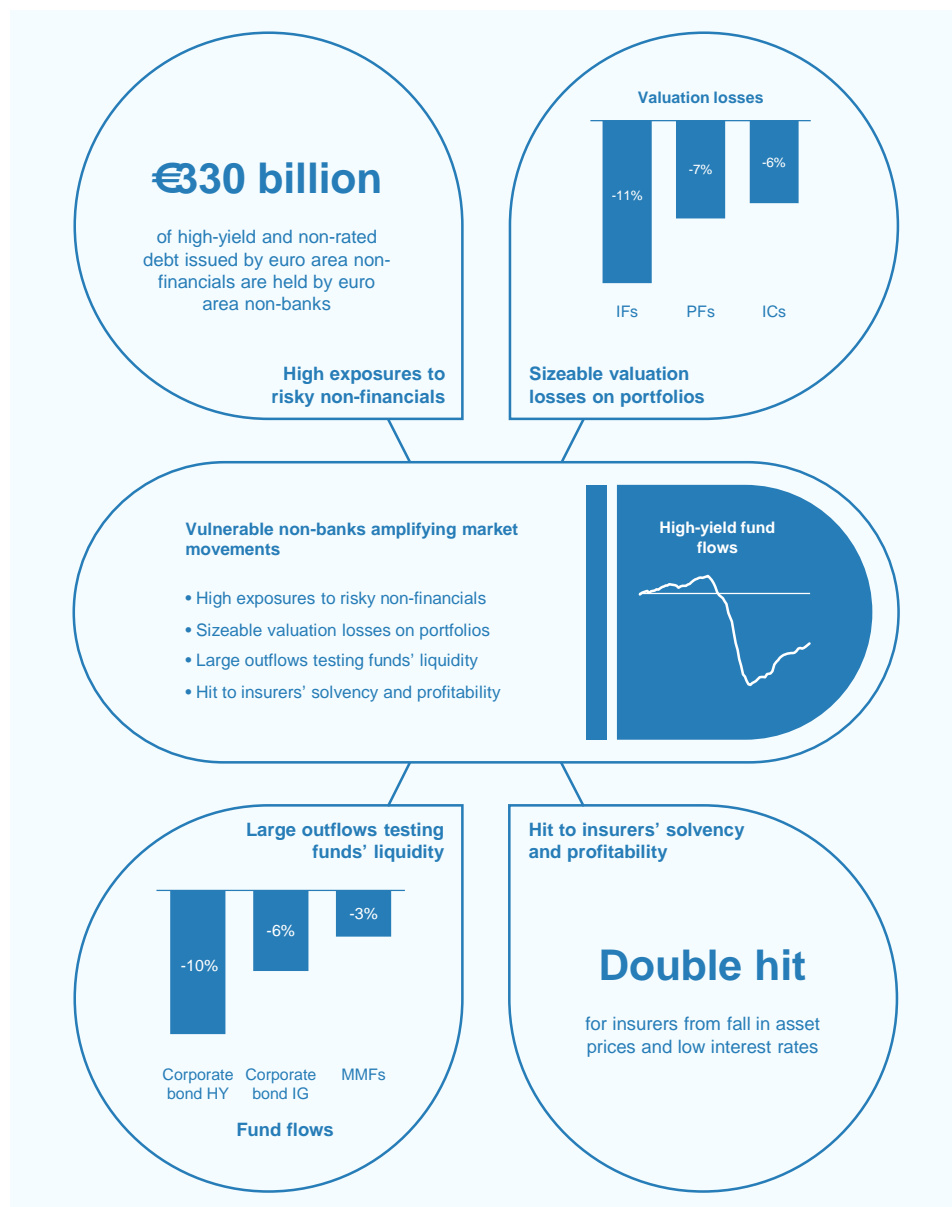 €330 billion
of high-yield and non-rated
debt issued by euro area non-
financials are held by euro
area non-banks
High exposures to
risky non-financials
Valuation losses
-11%
-7%
-6%
IFs
PFs
ICs
Sizeable valuation
losses on portfolios
Vulnerable non-banks amplifying market
movements
• High exposures to risky non-financials
• Sizeable valuation losses on portfolios
• Large outflows testing funds’ liquidity
• Hit to insurers’ solvency and profitability
High-yield fund
flows
Large outflows testing
funds’ liquidity
-10%
-6%
-3%
Corporate
bond HY
Corporate
bond IG
MMFs
Fund flows
Hit to insurers’ solvency
and profitability
Double hit
for insurers from fall in asset
prices and low interest rates